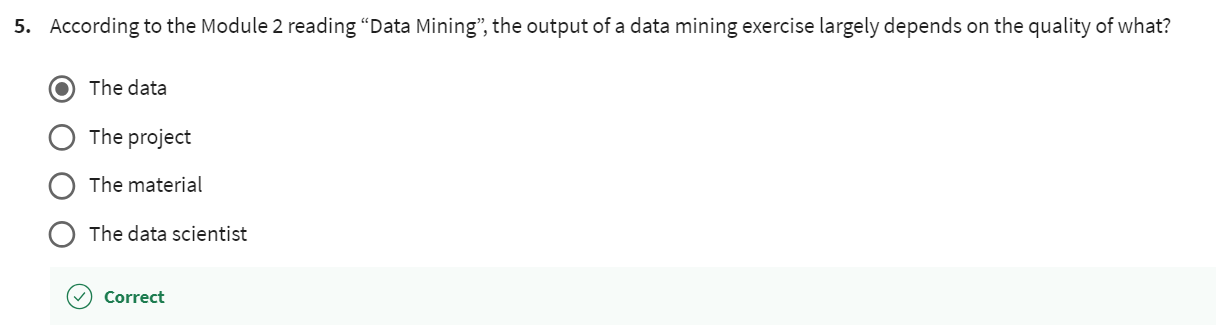 5. According to the Module 2 reading “Data Mining”, the output of a data mining exercise largely depends on the quality of what?
The data
The project
The material
The data scientist
Correct